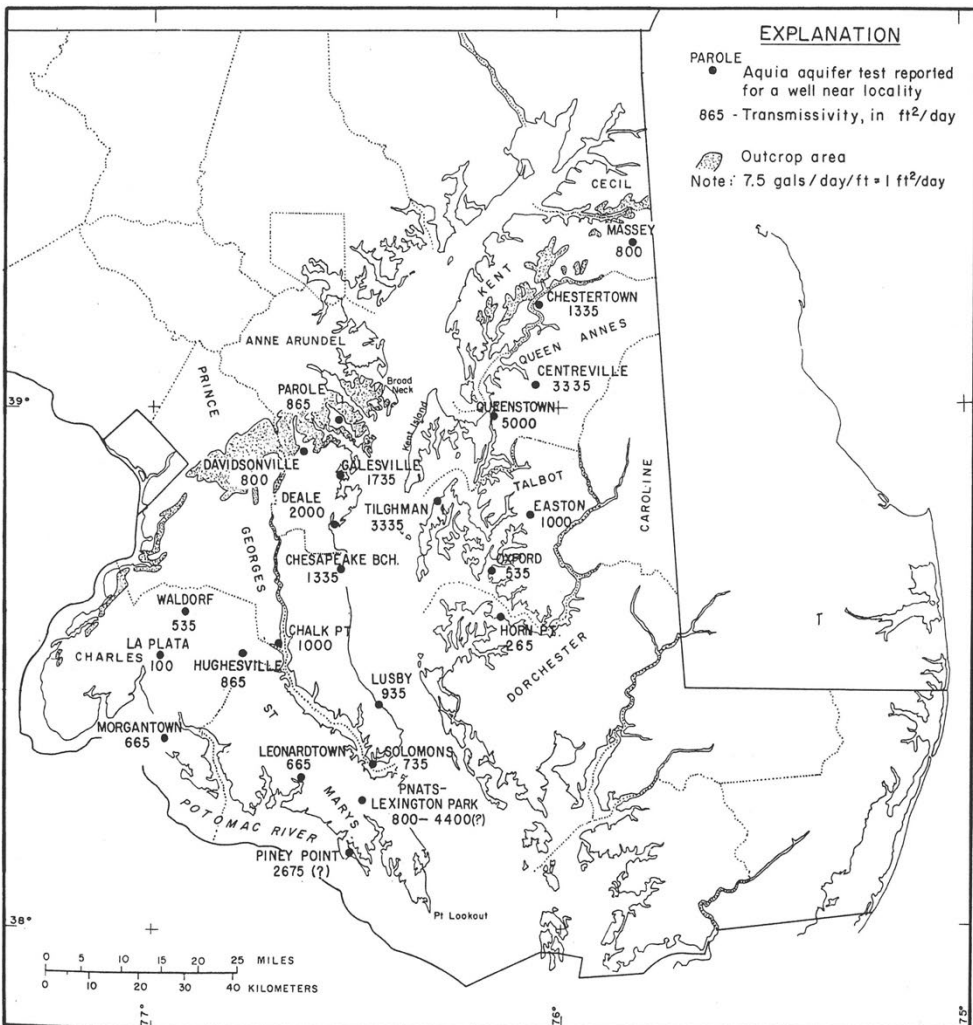 EXPLANATION
PAROLE
Aquia aquifer test reported
for a well near locality
865 - Transmissivity, in ft²/day
Outcrop area
Note: 7.5 gals/day/ft = 1 ft²/day
CECIL
MASSEY
800
KENT
CHESTERTOWN
1335
QUEEN ANNES
ANNE ARUNDEL
CENTREVILLE
3335
PRINCE
PAROLE
865
Broad
Neck
39°
Kent Island
QUEENSTOWN
5000
DAVIDSONVILLE
800
GALESVILLE
1735
TALBOT
CAROLINE
DEALE
2000
TILGHMAN
3335
EASTON
1000
GEORGES
CHESAPEAKE BCH.
1335
OXFORD
535
WALDORF
535
CHALK PT
1000
HORN PT.
265
LA PLATA
100
CHARLES
HUGHESVILLE
865
DORCHESTER
LUSBY
935
ST
MORGANTOWN
665
LEONARDTOWN
665
SOLOMONS
735
MARYS
PNATS-
LEXINGTON PARK
800-4400(?)
POTOMAC RIVER
PINEY POINT
2675 (?)
Pt Lookout
38°
0 5 10 15 20 25 MILES
0 10 20 30 40 KILOMETERS
77°
76°
75°